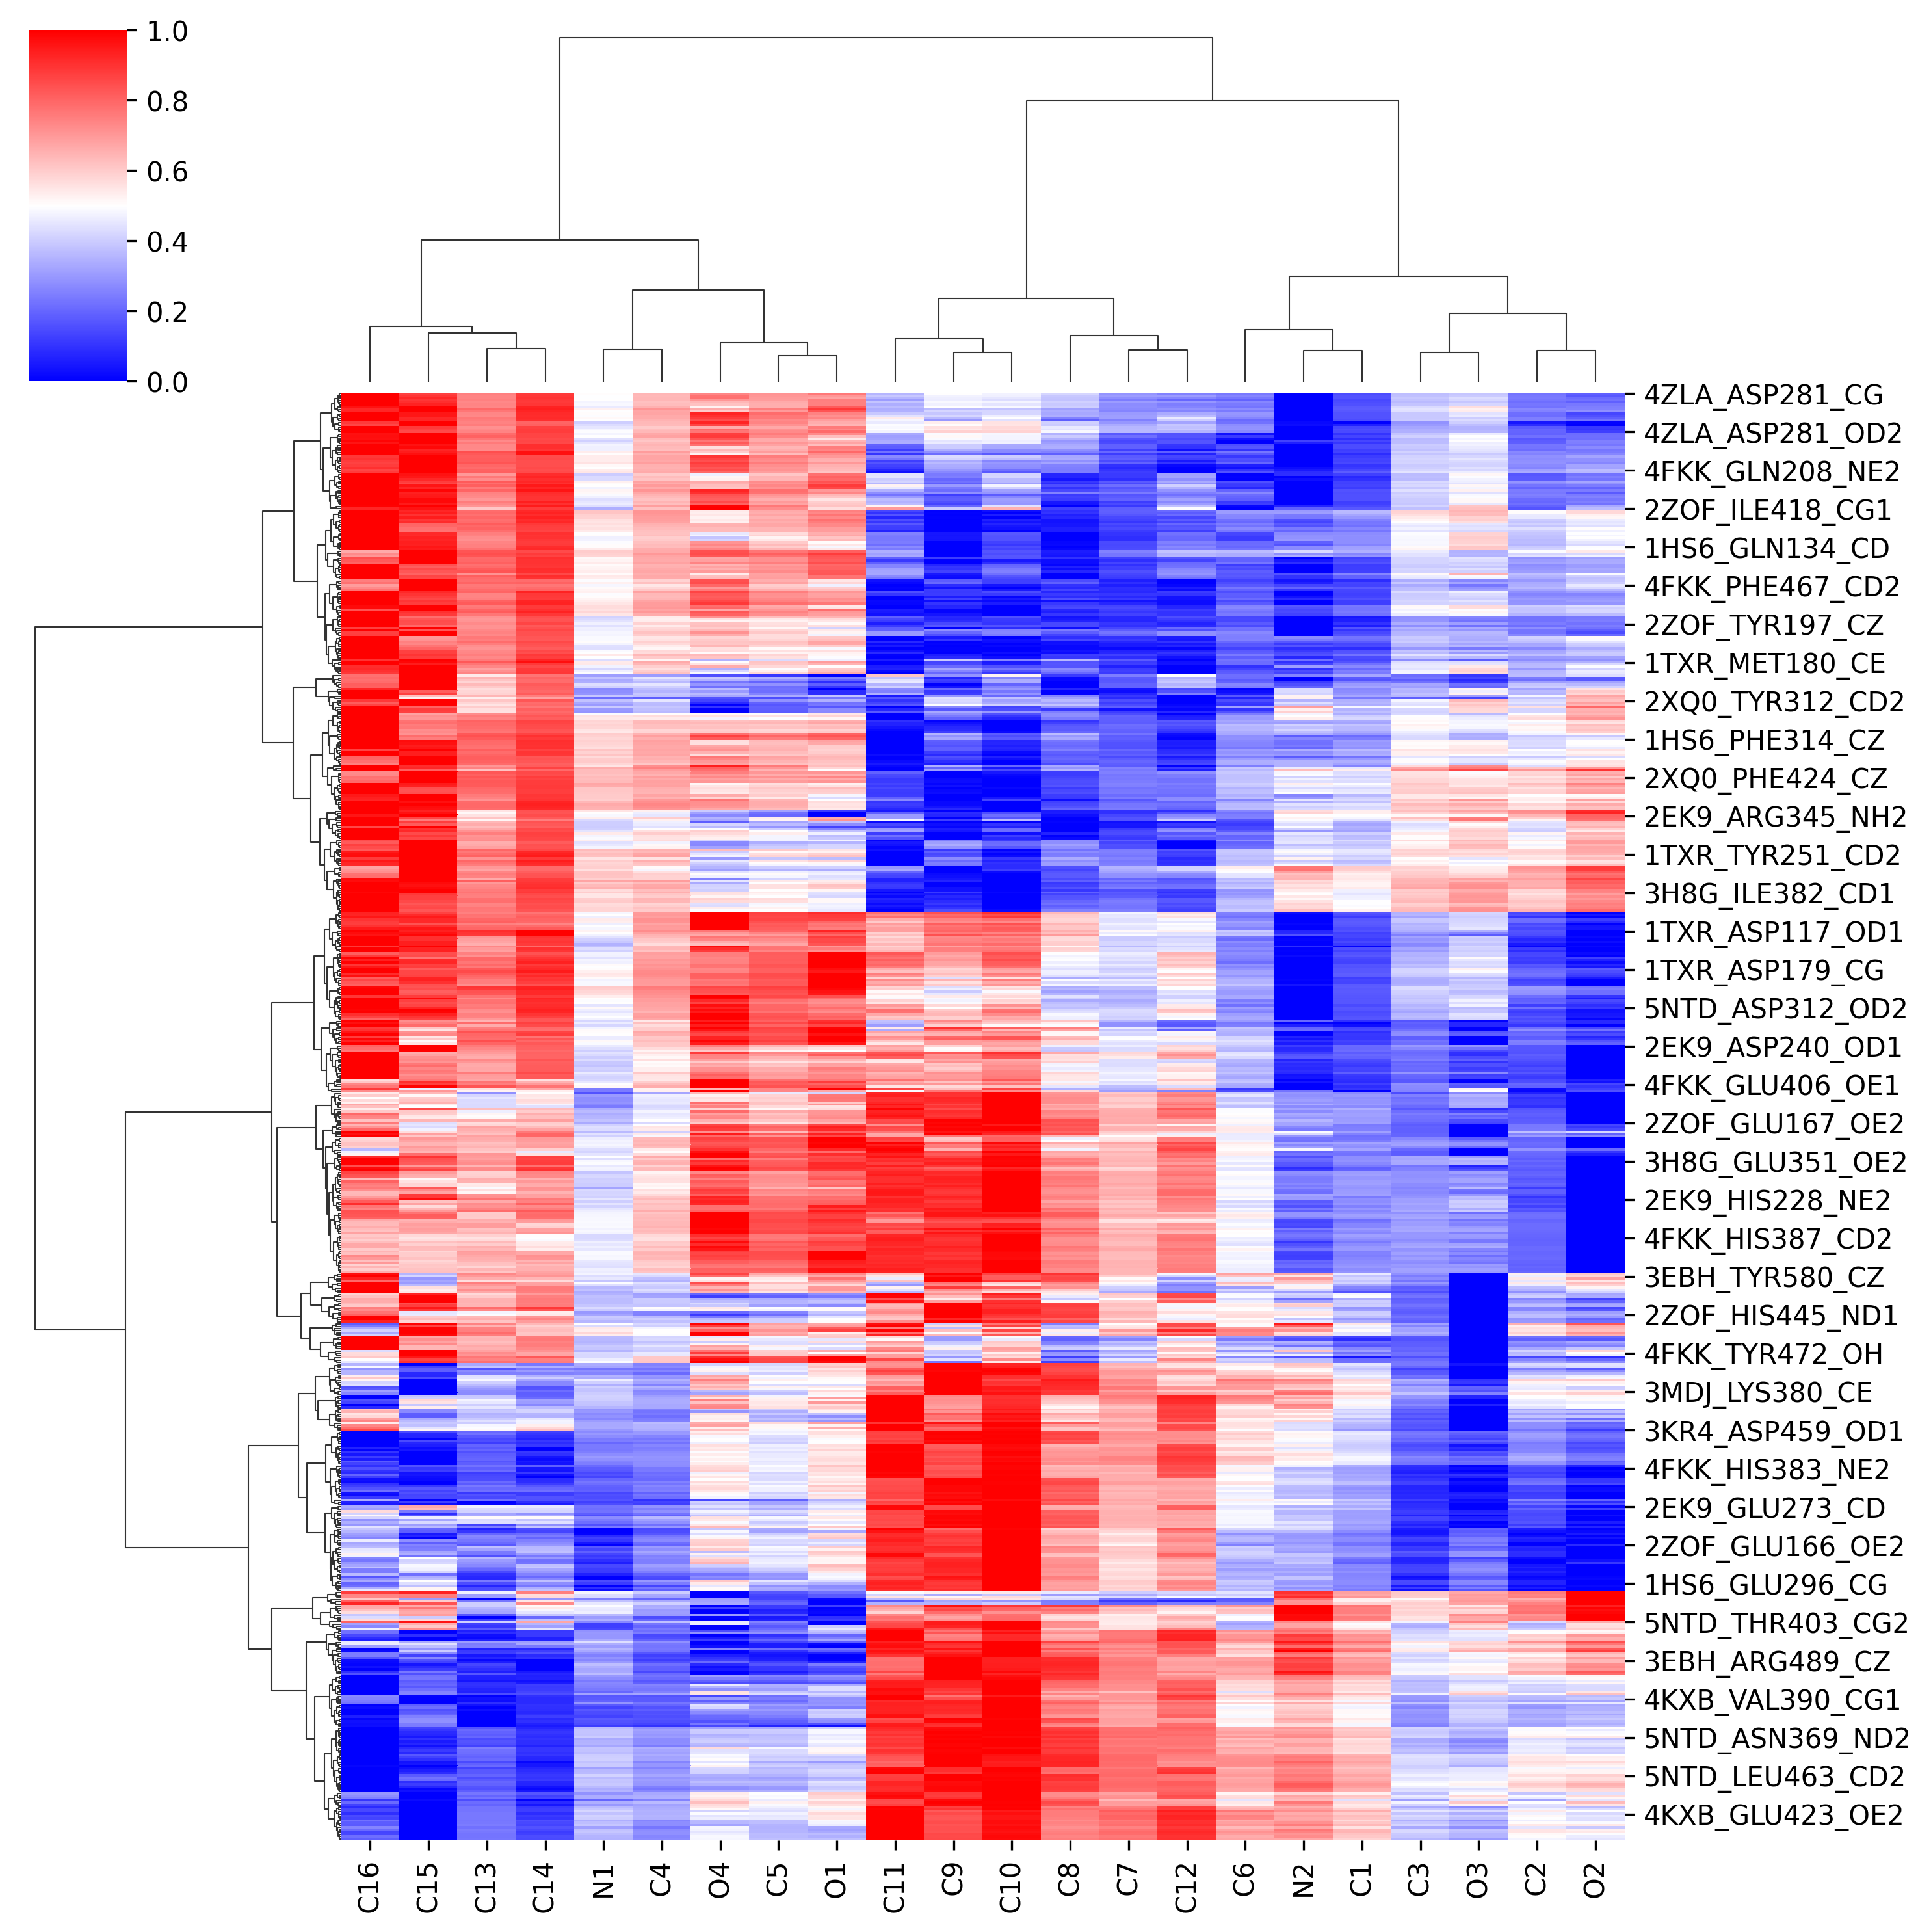 1.0
0.8
0.6
0.4
0.2
0.0
4ZLA_ASP281_CG
4ZLA_ASP281_OD2
4FKK_GLN208_NE2
2ZOF_ILE418_CG1
1HS6_GLN134_CD
4FKK_PHE467_CD2
2ZOF_TYR197_CZ
1TXR_MET180_CE
2XQ0_TYR312_CD2
1HS6_PHE314_CZ
2XQ0_PHE424_CZ
2EK9_ARG345_NH2
1TXR_TYR251_CD2
3H8G_ILE382_CD1
1TXR_ASP117_OD1
1TXR_ASP179_CG
5NTD_ASP312_OD2
2EK9_ASP240_OD1
4FKK_GLU406_OE1
2ZOF_GLU167_OE2
3H8G_GLU351_OE2
2EK9_HIS228_NE2
4FKK_HIS387_CD2
3EBH_TYR580_CZ
2ZOF_HIS445_ND1
4FKK_TYR472_OH
3MDJ_LYS380_CE
3KR4_ASP459_OD1
4FKK_HIS383_NE2
2EK9_GLU273_CD
2ZOF_GLU166_OE2
1HS6_GLU296_CG
5NTD_THR403_CG2
3EBH_ARG489_CZ
4KXB_VAL390_CG1
5NTD_ASN369_ND2
5NTD_LEU463_CD2
4KXB_GLU423_OE2
C16 C15 C13 C14 N1 C4 O4 C5 O1 C11 C9 C10 C8 C7 C12 C6 N2 C1 C3 O3 C2 O2